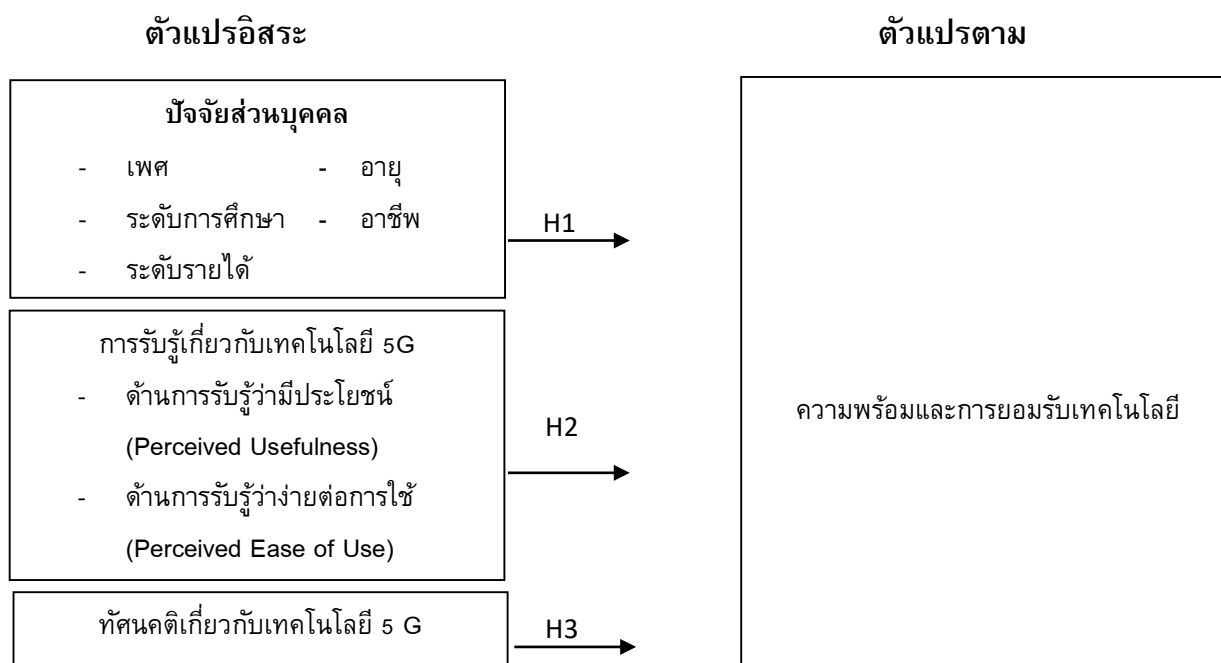 ตัวแปรอิสระ
ตัวแปรตาม
ปัจจัยส่วนบุคคล
- เพศ - อายุ
- ระดับการศึกษา - อาชีพ
- ระดับรายได้
H1
การรับรู้เกี่ยวกับเทคโนโลยี 5G
- ด้านการรับรู้ว่ามีประโยชน์
(Perceived Usefulness)
- ด้านการรับรู้ว่าง่ายต่อการใช้
(Perceived Ease of Use)
H2
ทัศนคติเกี่ยวกับเทคโนโลยี 5 G
H3
ความพร้อมและการยอมรับเทคโนโลยี